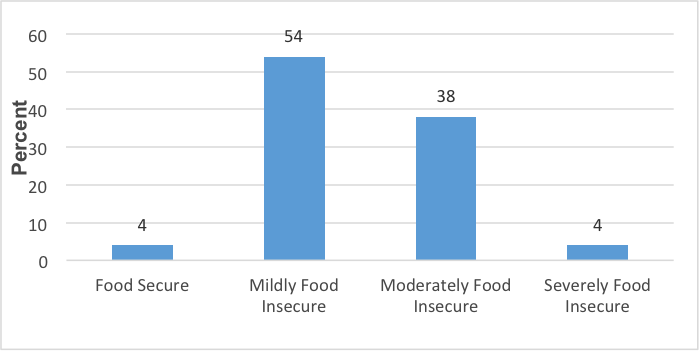 Percent
60
50
40
30
20
10
0
4
54
38
4
Food Secure
Mildly Food
Insecure
Moderately Food
Insecure
Severely Food
Insecure